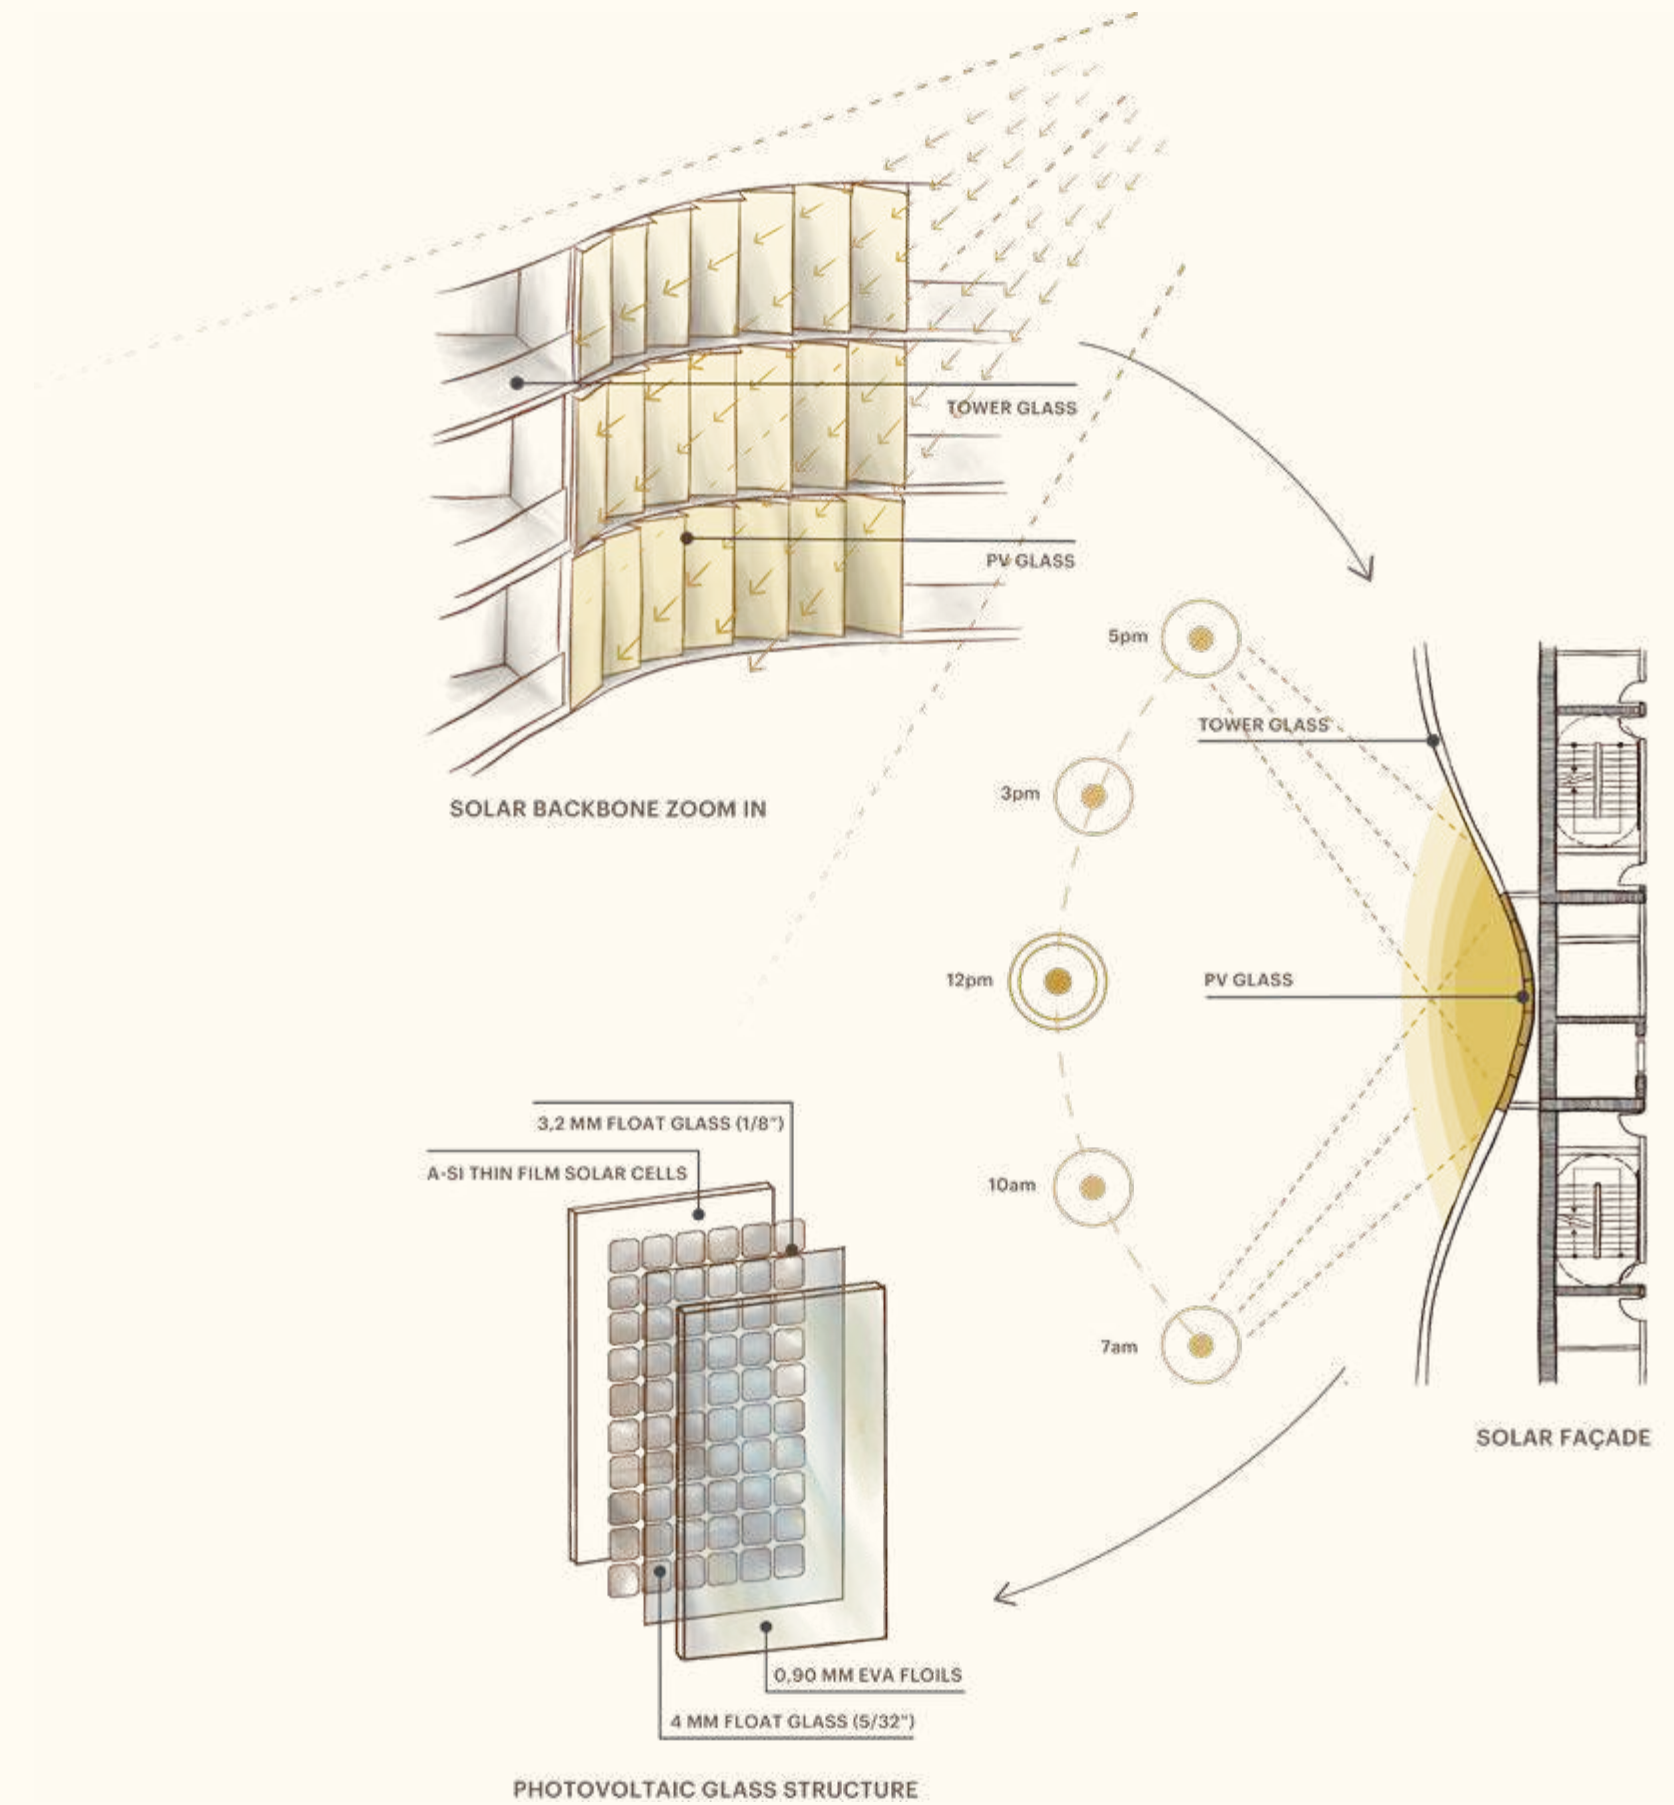 TOWER GLASS
PV GLASS
SOLAR BACKBONE ZOOM IN
5pm
TOWER GLASS
3pm
12pm
PV GLASS
10am
7am
SOLAR FAÇADE
3,2 MM FLOAT GLASS (1/8")
A-SI THIN FILM SOLAR CELLS
0,90 MM EVA FLOILS
4 MM FLOAT GLASS (5/32")
PHOTOVOLTAIC GLASS STRUCTURE